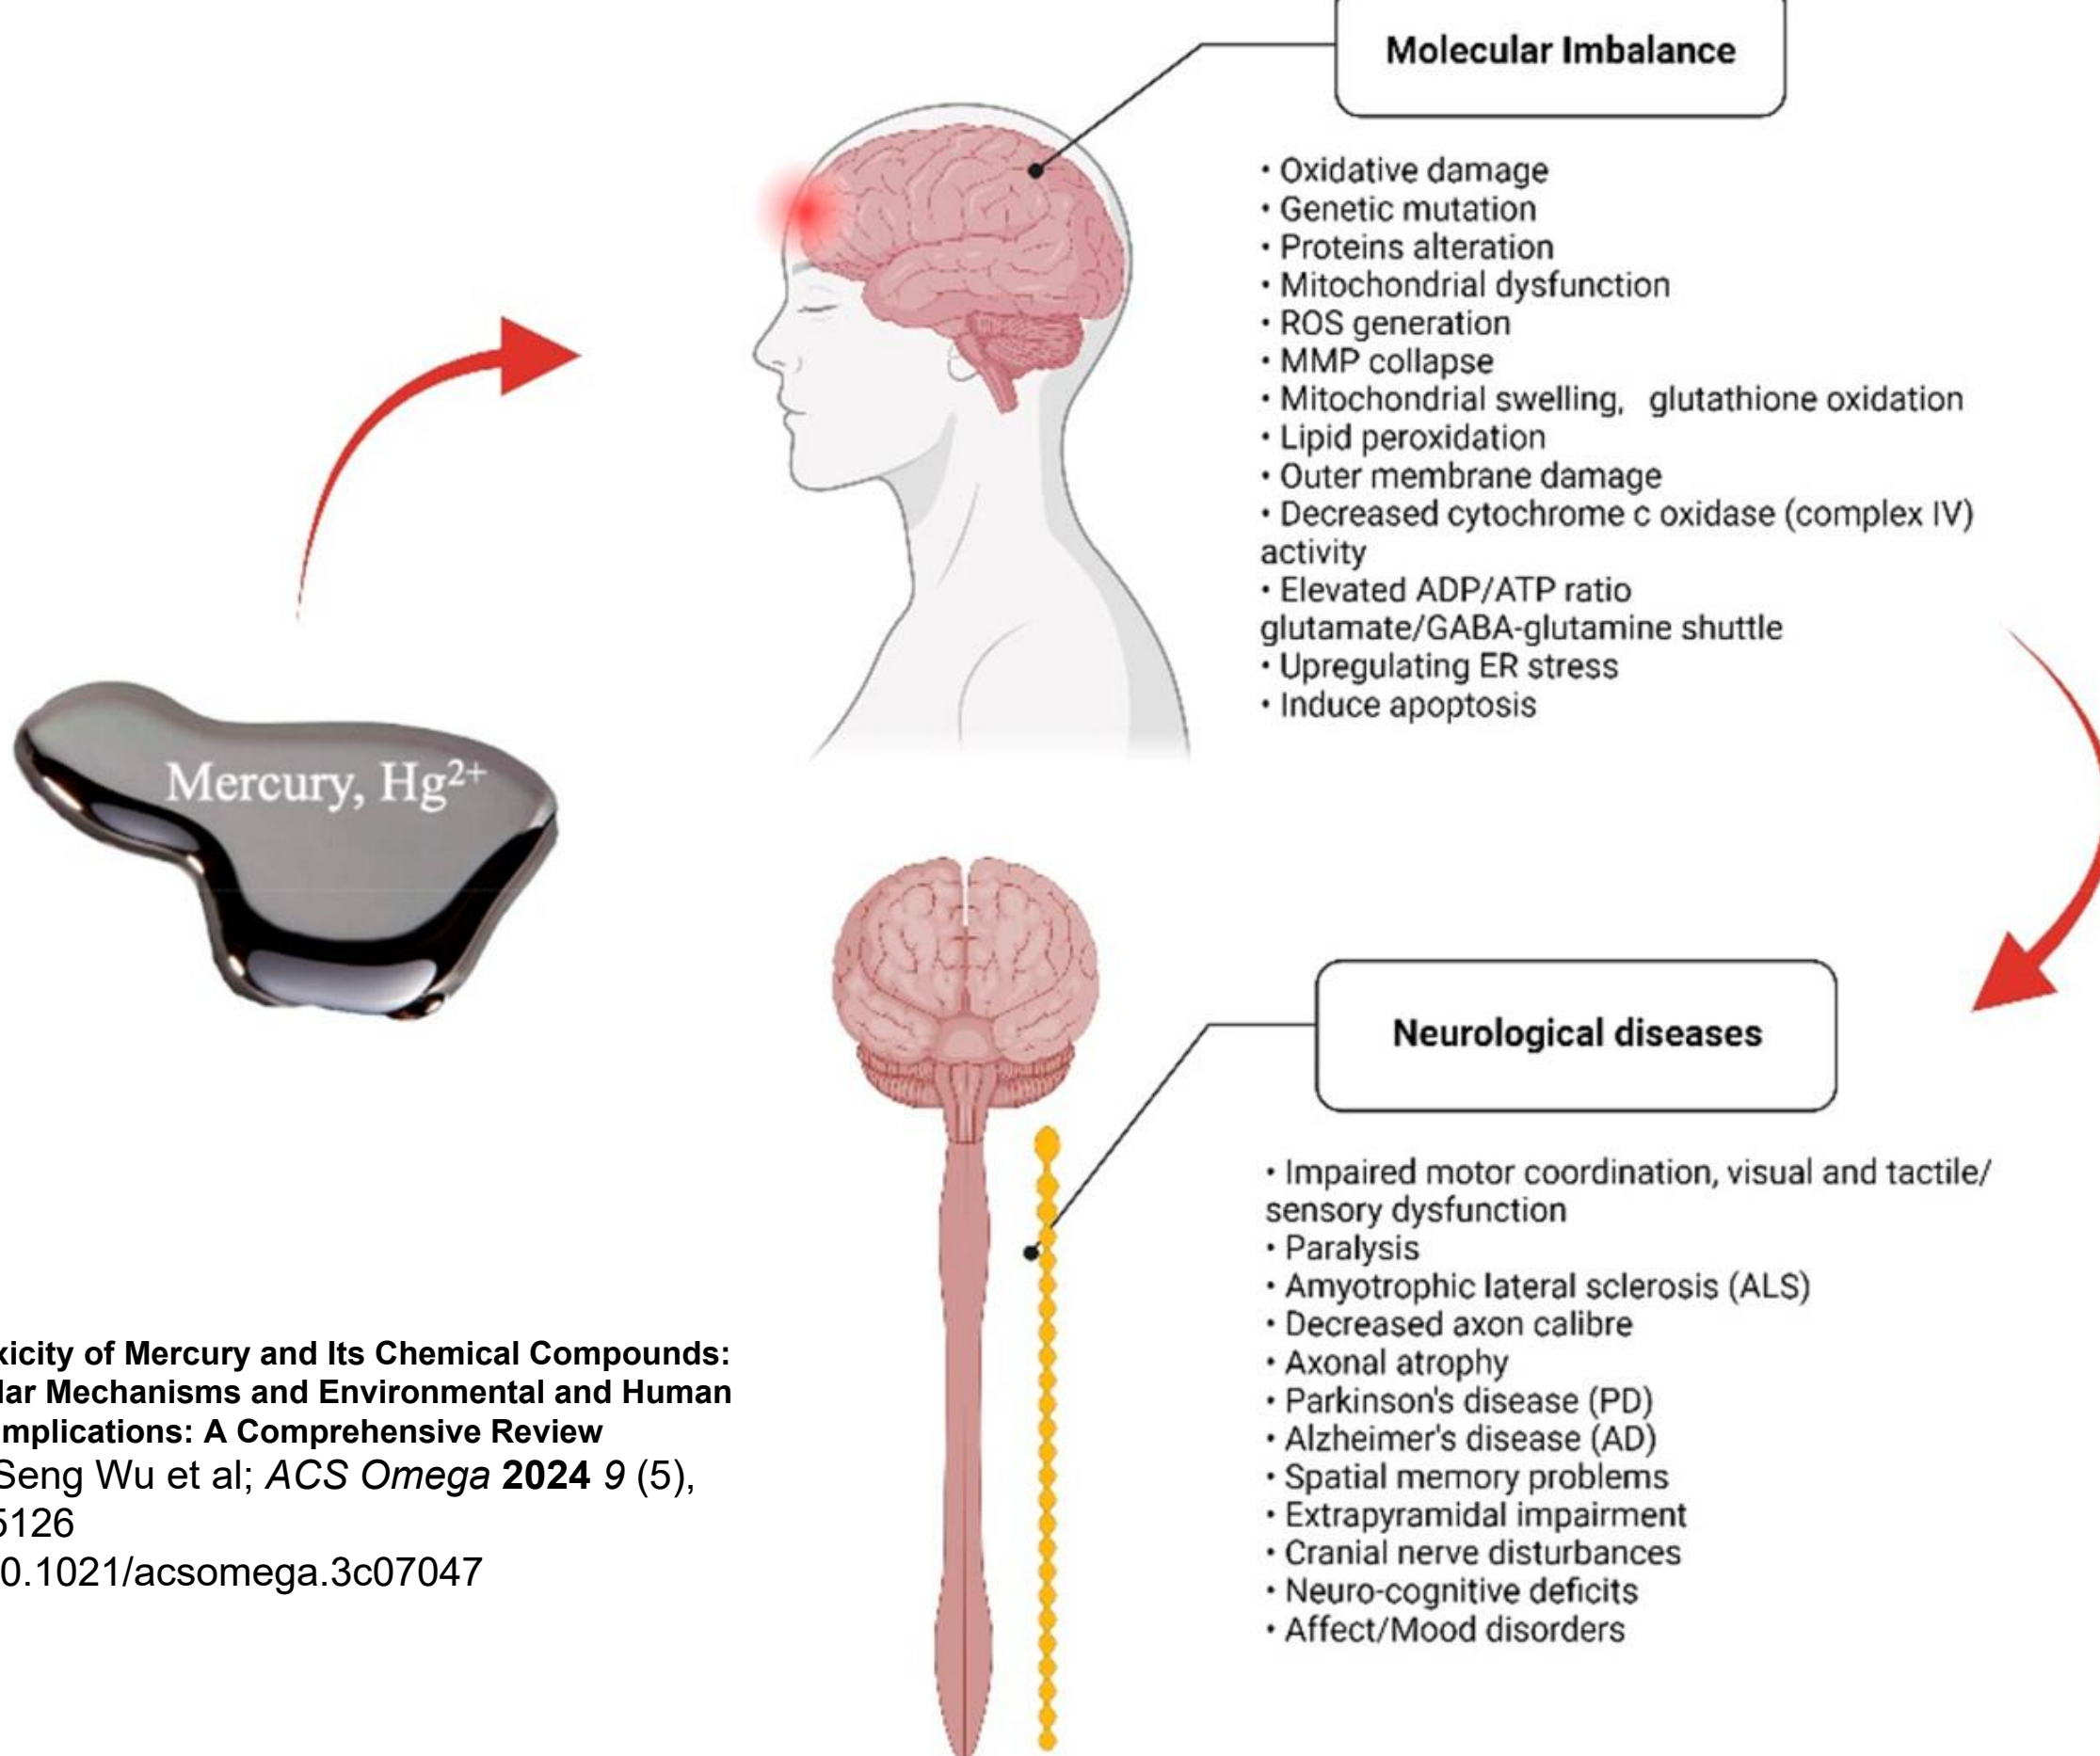 Molecular Imbalance
• Oxidative damage
• Genetic mutation
• Proteins alteration
• Mitochondrial dysfunction
• ROS generation
• MMP collapse
• Mitochondrial swelling, glutathione oxidation
• Lipid peroxidation
• Outer membrane damage
• Decreased cytochrome c oxidase (complex IV)
activity
• Elevated ADP/ATP ratio
glutamate/GABA-glutamine shuttle
• Upregulating ER stress
• Induce apoptosis
Mercury, Hg²⁺
Neurological diseases
• Impaired motor coordination, visual and tactile/
sensory dysfunction
• Paralysis
• Amyotrophic lateral sclerosis (ALS)
• Decreased axon calibre
• Axonal atrophy
• Parkinson's disease (PD)
• Alzheimer's disease (AD)
• Spatial memory problems
• Extrapyramidal impairment
• Cranial nerve disturbances
• Neuro-cognitive deficits
• Affect/Mood disorders
of Mercury and Its Chemical Compounds:
Mechanisms and Environmental and Human
mplications: A Comprehensive Review
Seng Wu et al; ACS Omega 2024 9 (5),
5126
0.1021/acsomega.3c07047